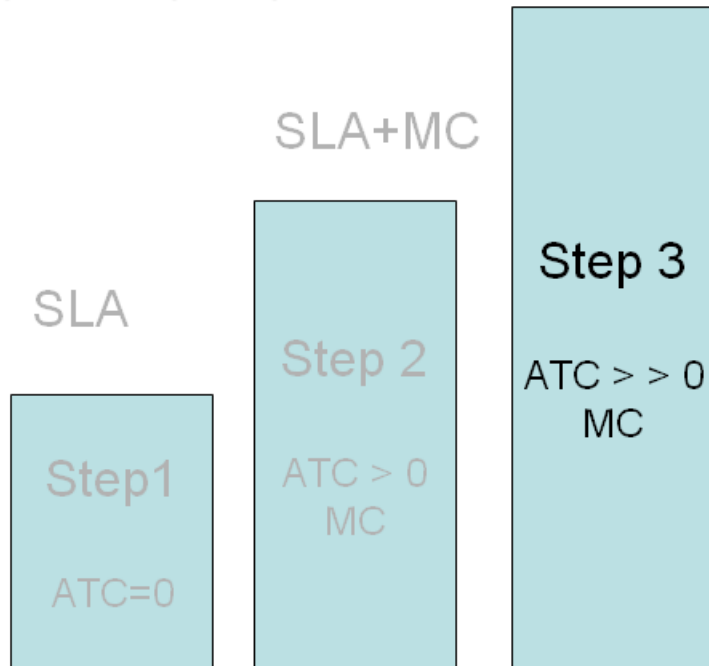 SLA
Step1
ATC=0
SLA+MC
Step 2
ATC > 0
MC
Step 3
ATC > > 0
MC